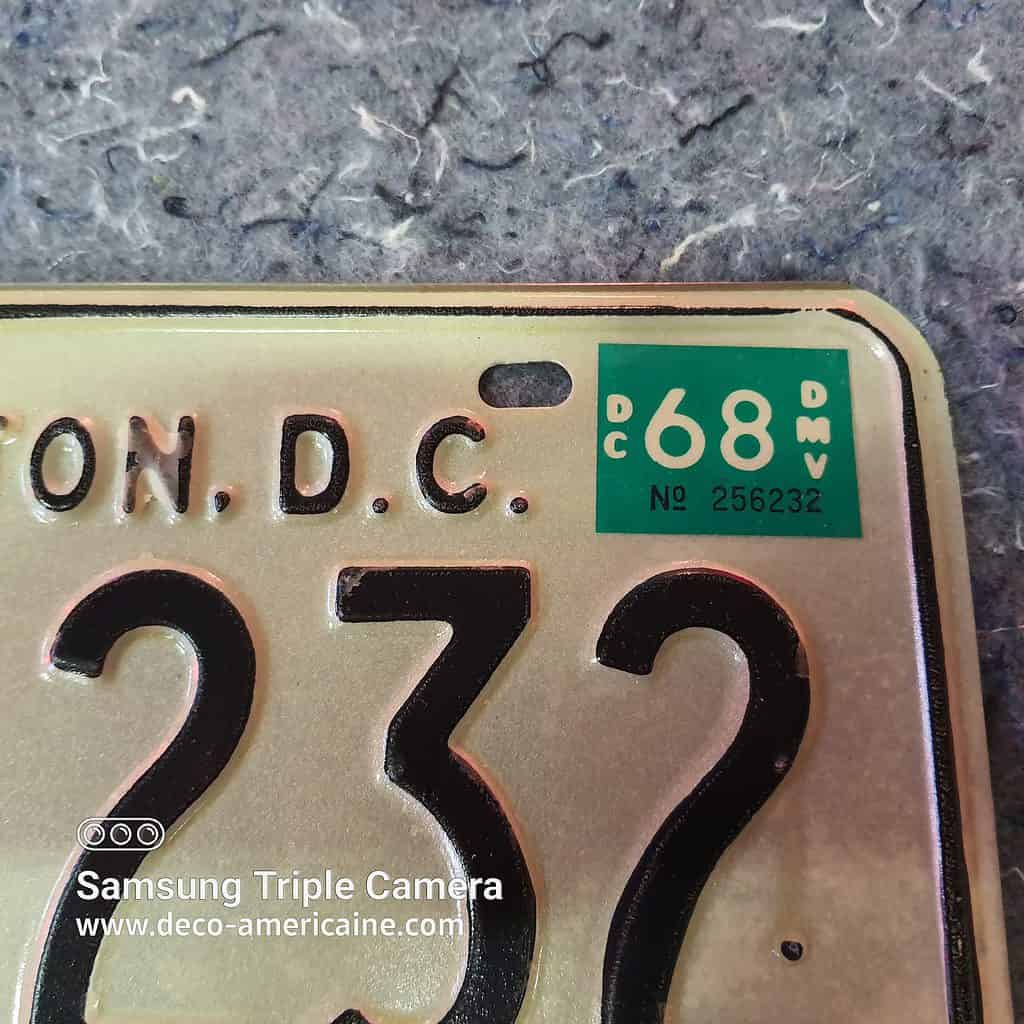 TON, D.C.
DC 68 DMV
Nº 256232
232
Samsung Triple Camera
www.deco-americaine.com